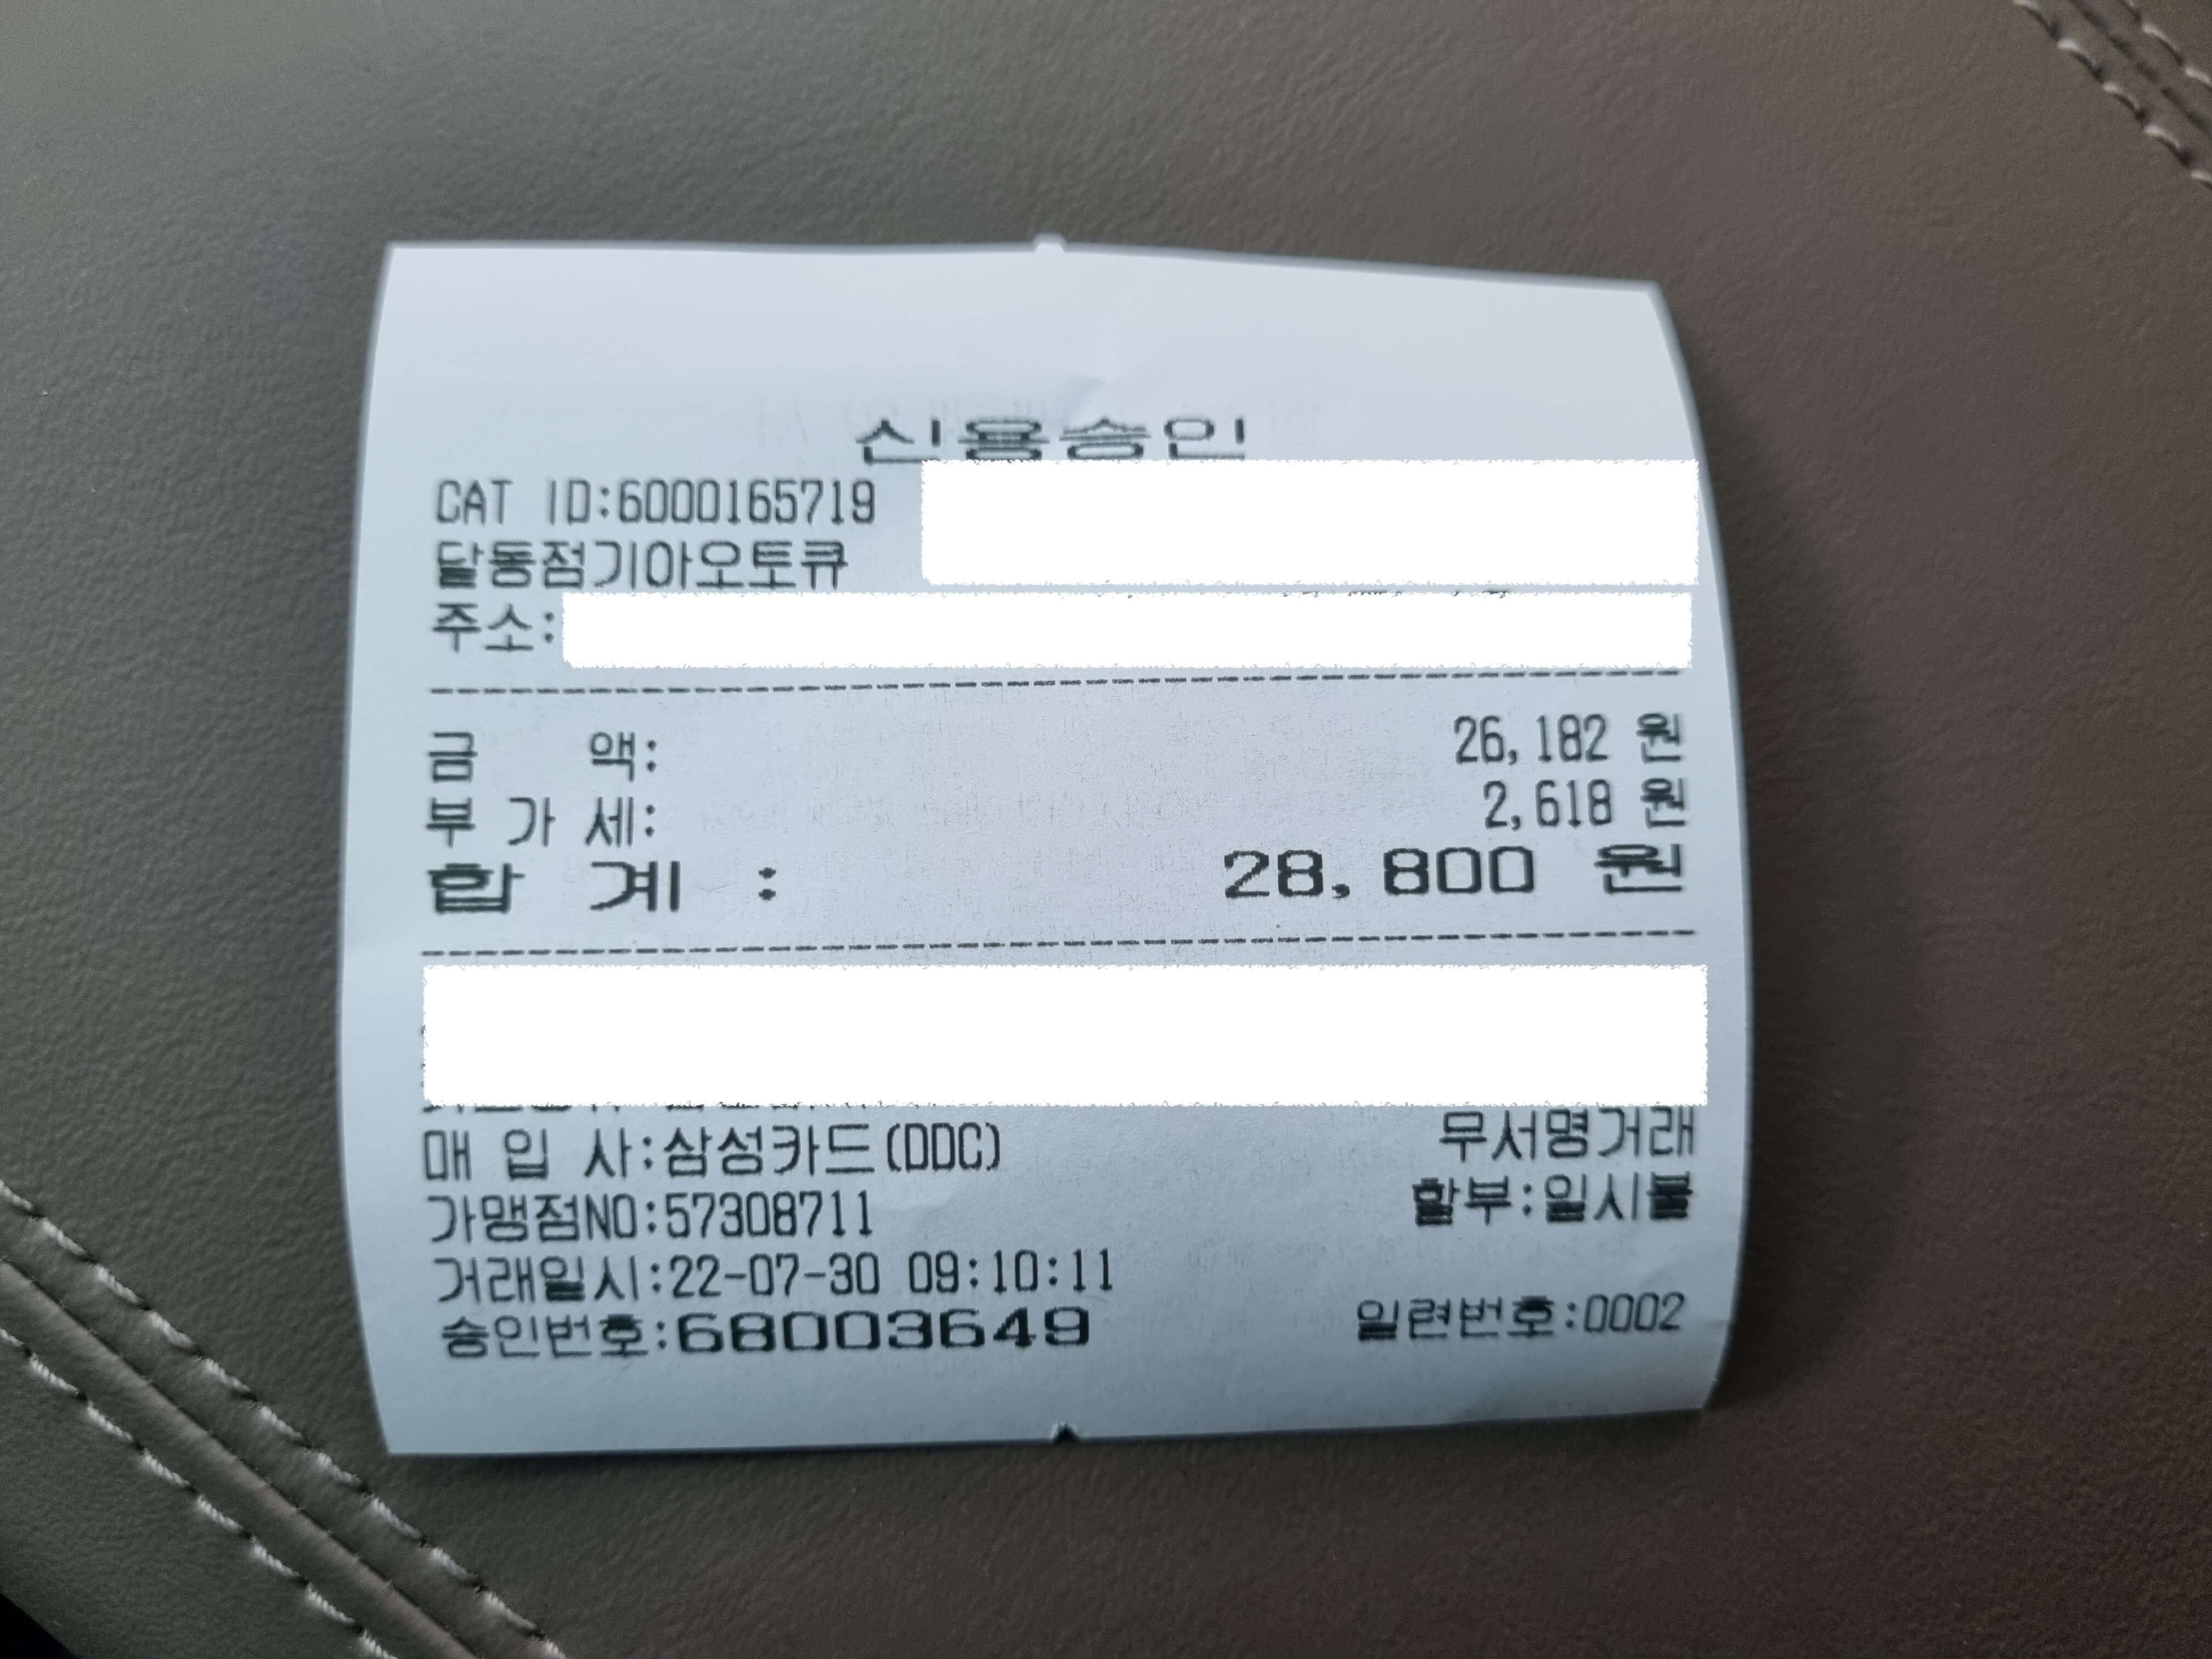 신용승인
CAT ID:6000165719
달동점기아오토큐
주소:
금 액: 26,182 원
부 가 세: 2,618 원
합 계 : 28,800 원
무서명거래
매 입 사:삼성카드(DDC)
할부:일시불
가맹점NO:57308711
거래일시:22-07-30 09:10:11
승인번호:68003649 일련번호:0002